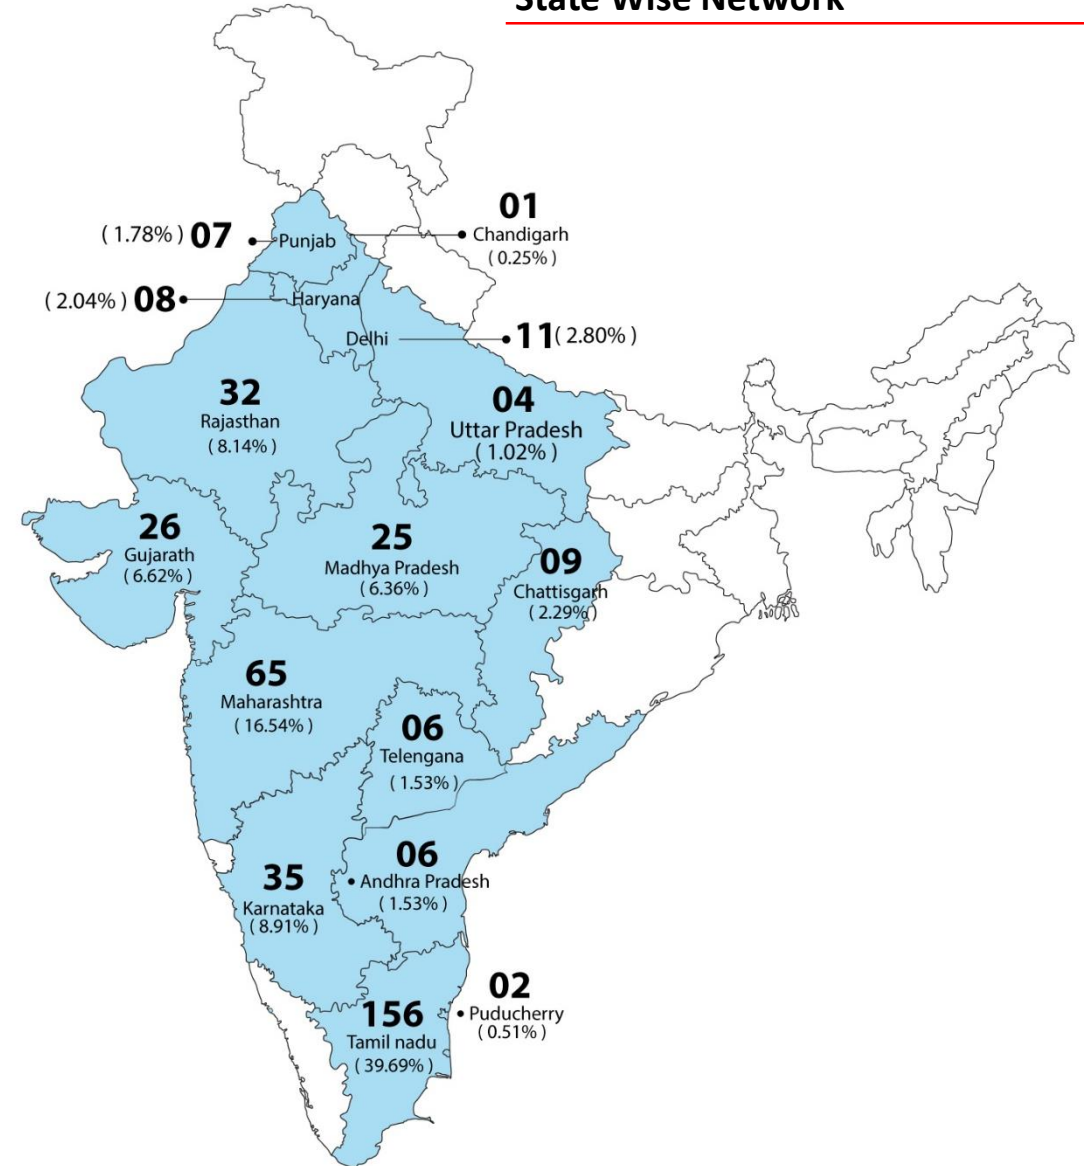 State Wise Network
01
Chandigarh
(0.25%)
(1.78%) 07
Punjab
(2.04%) 08
Haryana
Delhi
11 (2.80%)
32
Rajasthan
(8.14%)
04
Uttar Pradesh
(1.02%)
26
Gujarath
(6.62%)
25
Madhya Pradesh
(6.36%)
09
Chattisgarh
(2.29%)
65
Maharashtra
(16.54%)
06
Telengana
(1.53%)
06
Andhra Pradesh
(1.53%)
35
Karnataka
(8.91%)
02
Puducherry
(0.51%)
156
Tamil nadu
(39.69%)